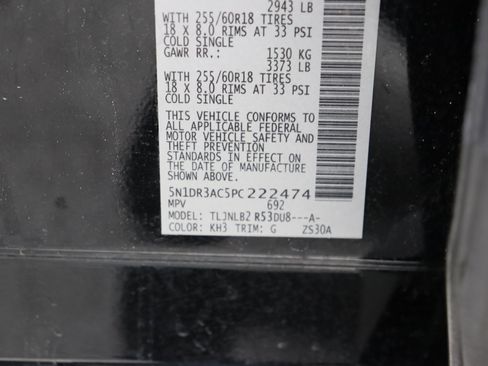 2943 LB
WITH 255/60R18 TIRES
18 X 8.0 RIMS AT 33 PSI
COLD SINGLE
GAWR RR.: 1530 KG
3373 LB
WITH 255/60R18 TIRES
18 X 8.0 RIMS AT 33 PSI
COLD SINGLE
THIS VEHICLE CONFORMS TO
ALL APPLICABLE FEDERAL
MOTOR VEHICLE SAFETY AND
THEFT PREVENTION
STANDARDS IN EFFECT ON
THE DATE OF MANUFACTURE
SHOWN ABOVE.
5N1DR3AC5PC222474
MPV 692
MODEL: TLJNLB2 R53DU8---A-
COLOR: KH3 TRIM: G ZS30A